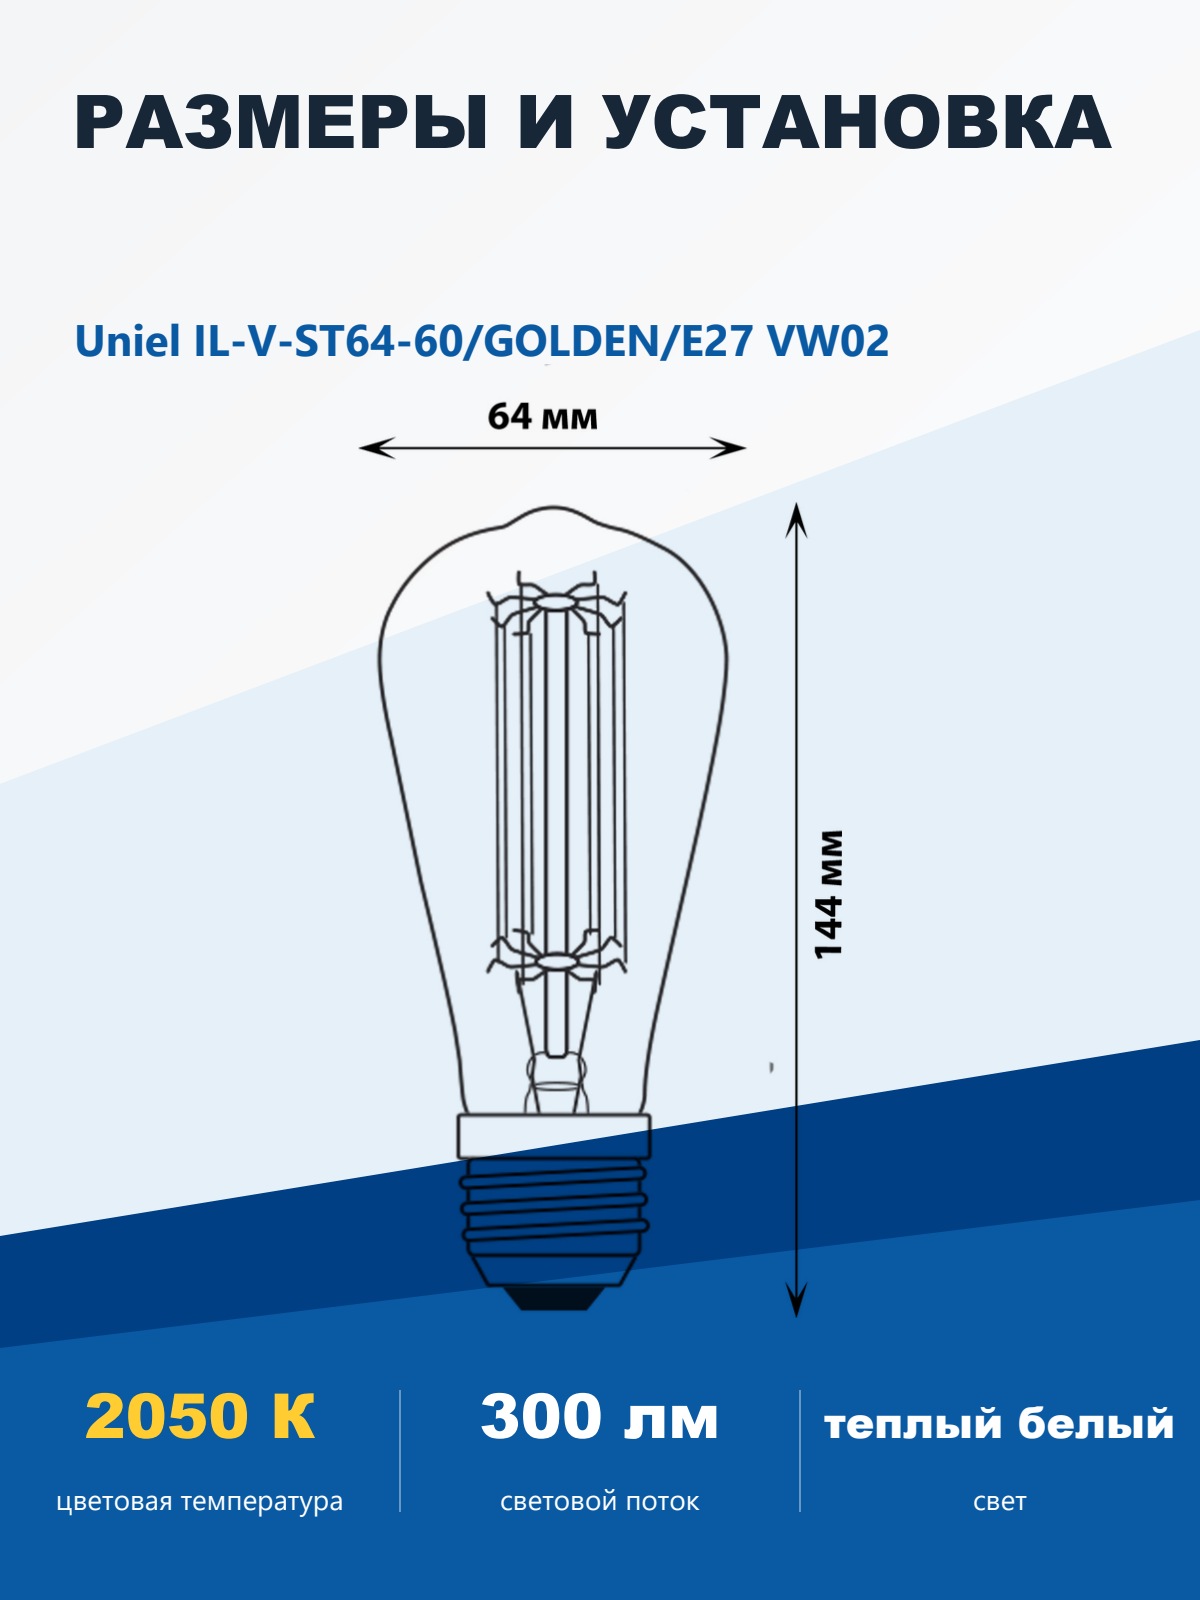 РАЗМЕРЫ И УСТАНОВКА
Uniel IL-V-ST64-60/GOLDEN/E27 VW02
64 мм
144 мм
2050 К
300 лм
теплый белый
цветовая температура
световой поток
свет